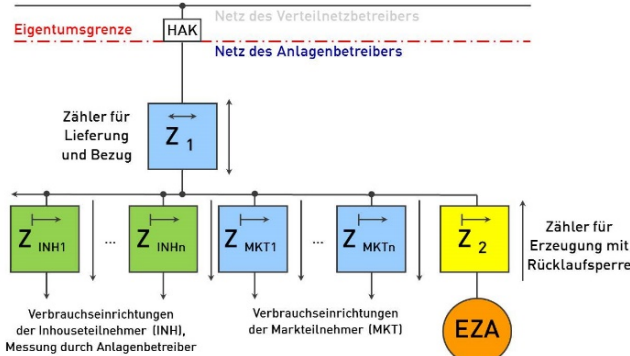 Netz des Verteilnetzbetreibers
Eigentumsgrenze
HAK
Netz des Anlagenbetreibers
Zähler für
Lieferung
und Bezug
Z 1
Z INH1
...
Z INHn
Z MKT1
...
Z MKTn
Z 2
Zähler für
Erzeugung mit
Rücklaufsperre
Verbrauchseinrichtungen
der Inhouseteilnehmer (INH),
Messung durch Anlagenbetreiber
Verbrauchseinrichtungen
der Markteilnehmer (MKT)
EZA